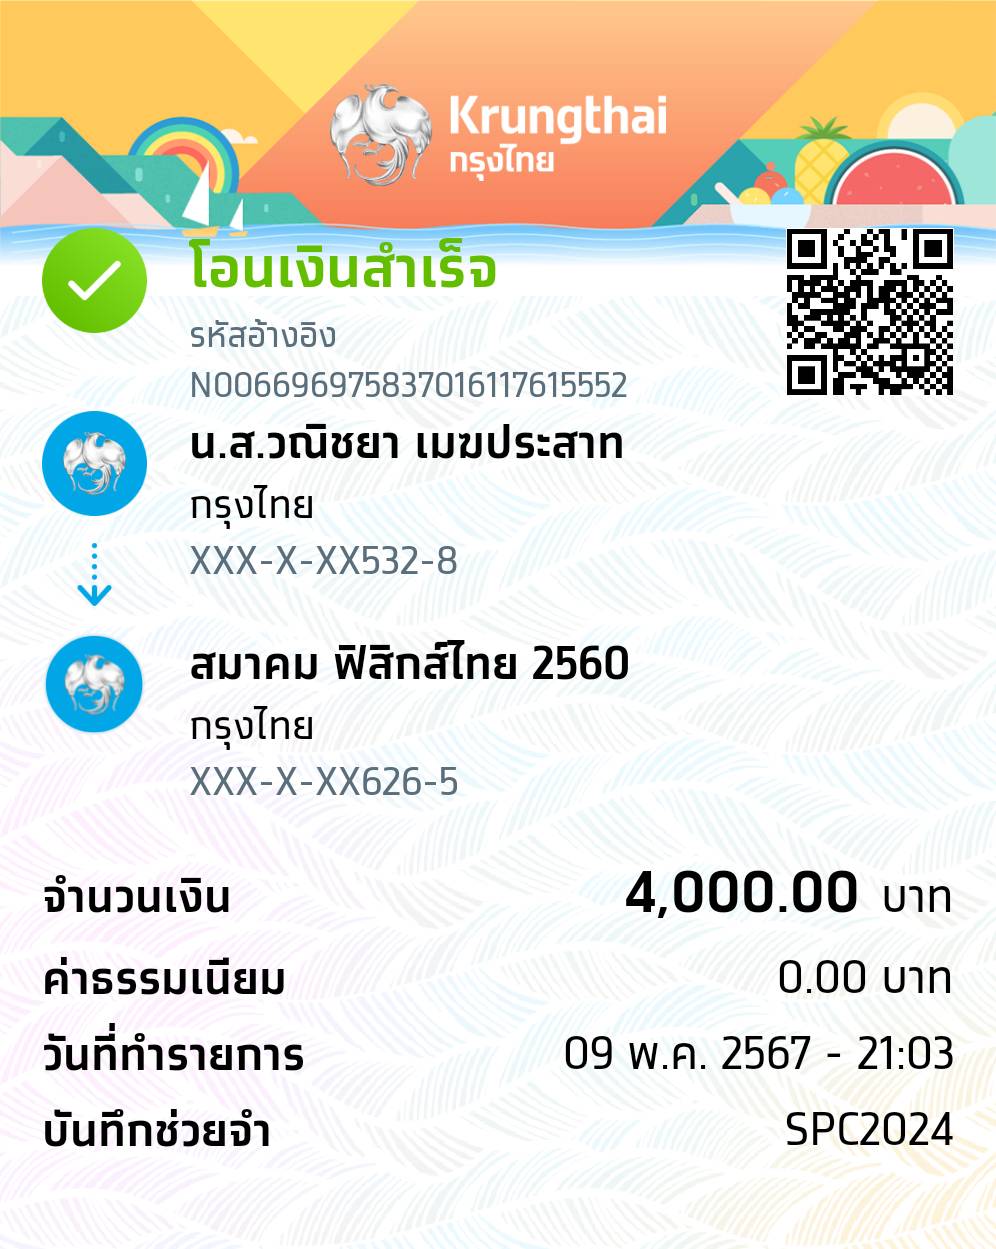 Krungthai
กรุงไทย
โอนเงินสำเร็จ
รหัสอ้างอิง
N006696975837016117615552
น.ส.วณิชยา เมฆประสาท
กรุงไทย
XXX-X-XX532-8
สมาคม ฟิสิกส์ไทย 2560
กรุงไทย
XXX-X-XX626-5
จำนวนเงิน 4,000.00 บาท
ค่าธรรมเนียม 0.00 บาท
วันที่ทำรายการ 09 พ.ค. 2567 - 21:03
บันทึกช่วยจำ SPC2024